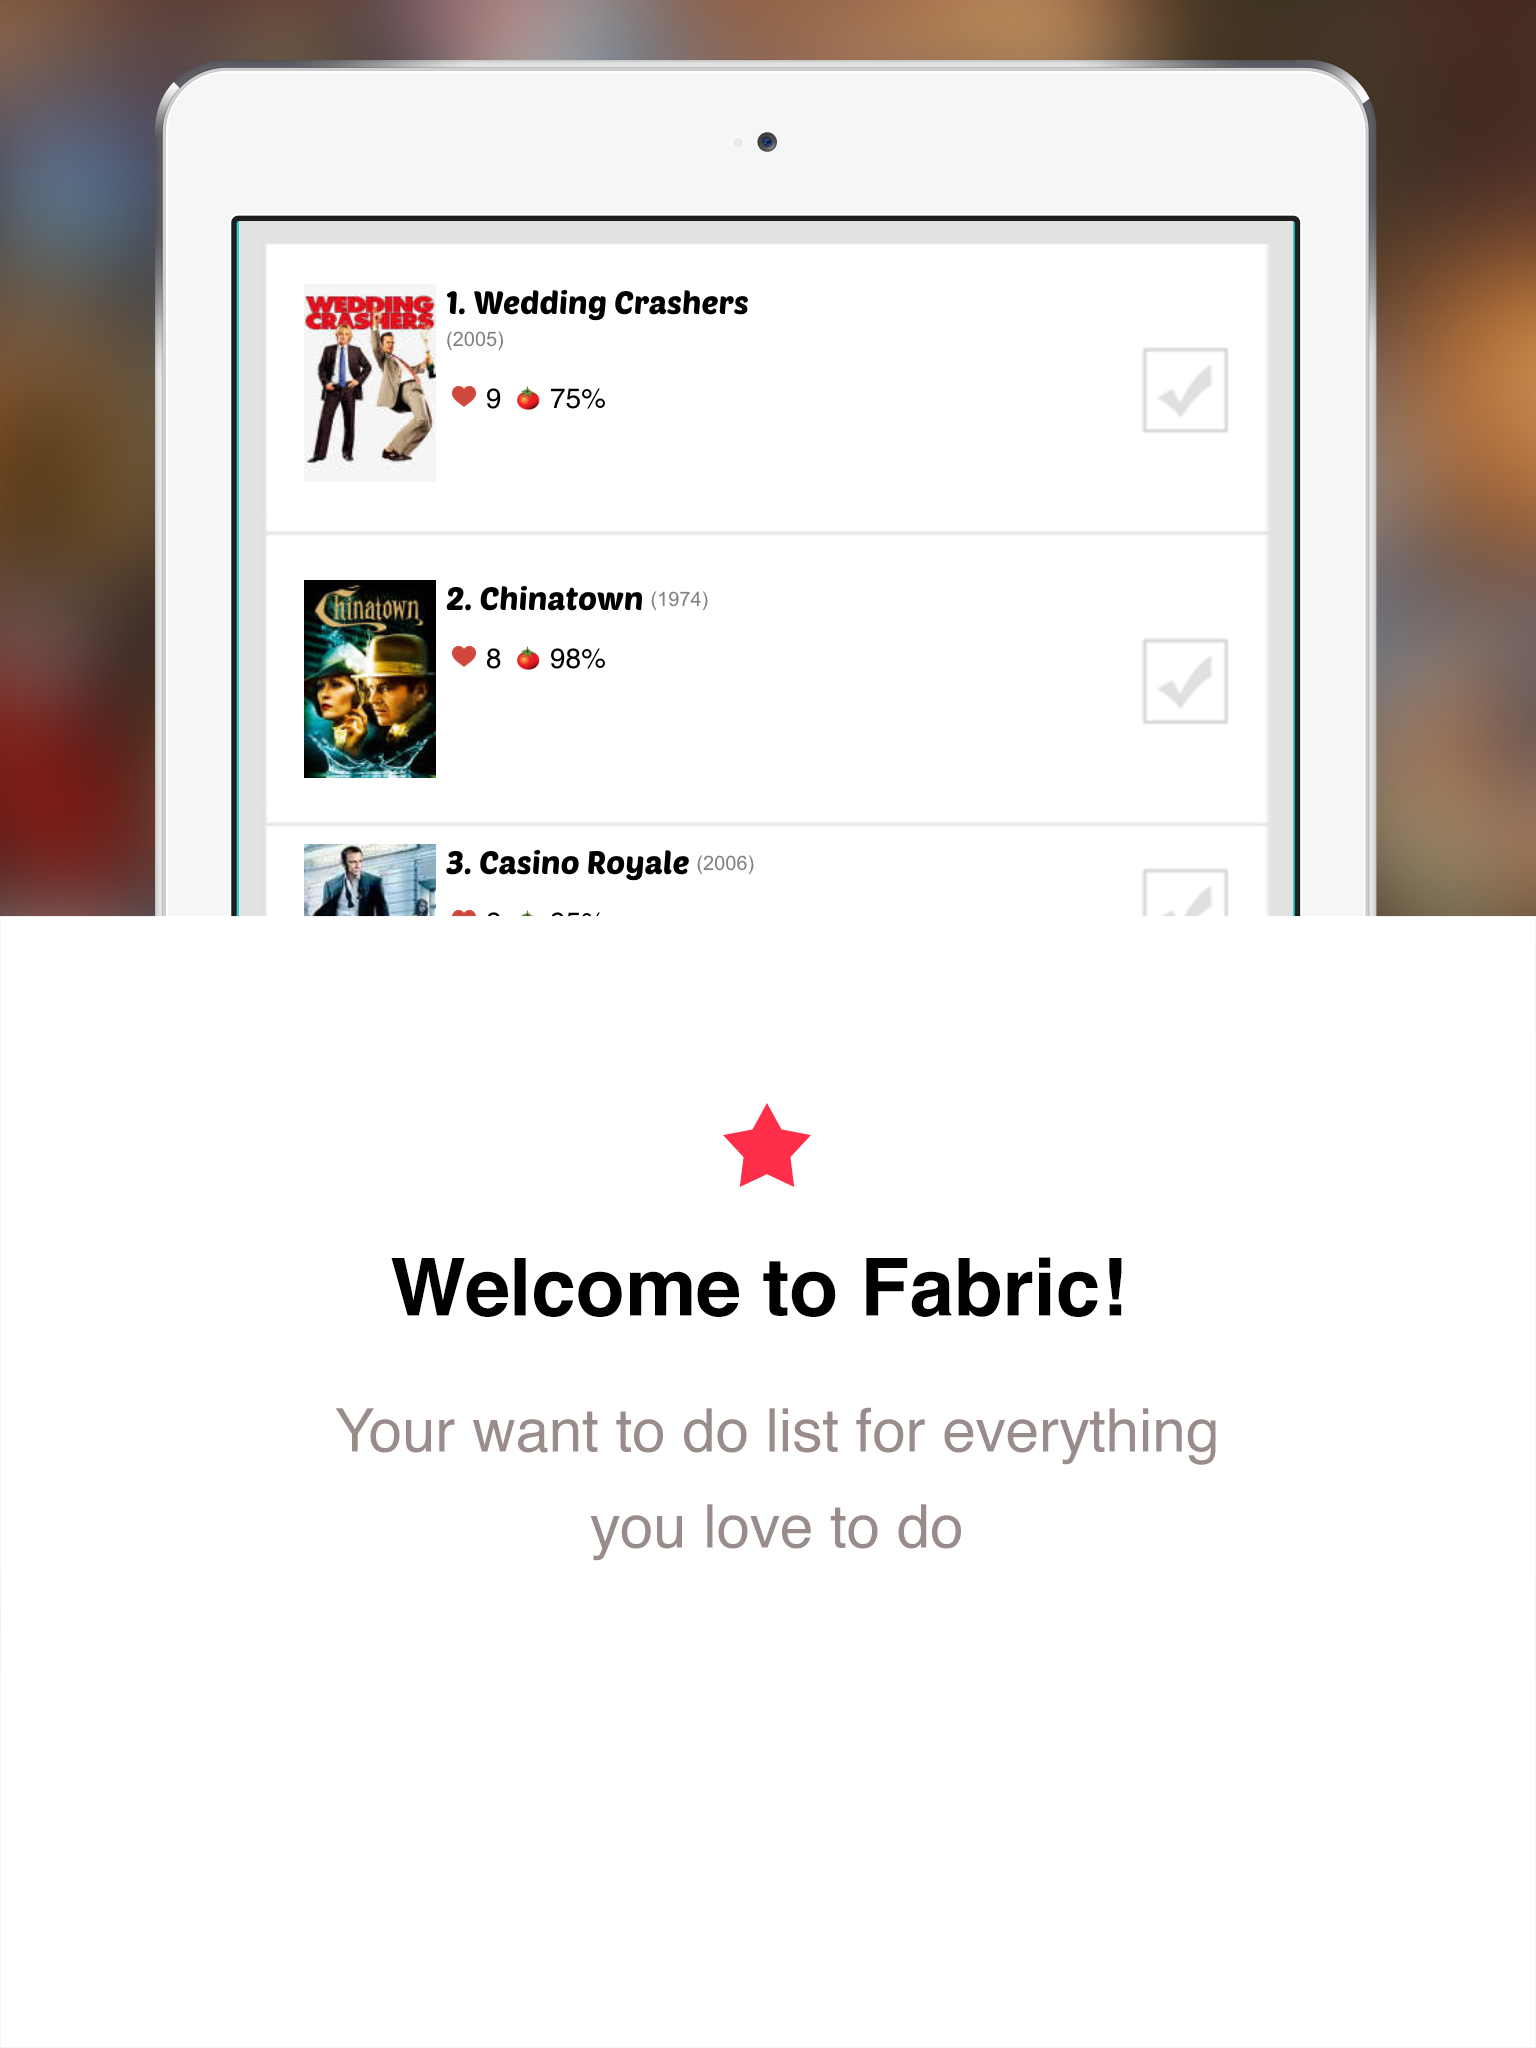 WEDDING
CRASHERS
1. Wedding Crashers
(2005)
9 75%
Chinatown
2. Chinatown (1974)
8 98%
3. Casino Royale (2006)
Welcome to Fabric!
Your want to do list for everything
you love to do